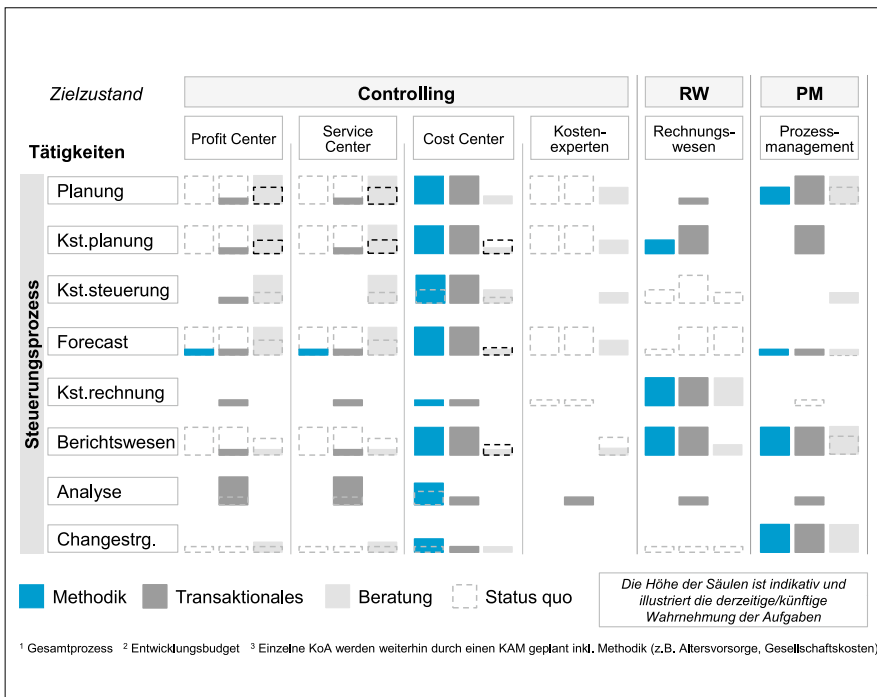 Zielzustand
Controlling
RW
PM
Tätigkeiten
Profit Center
Service
Center
Cost Center
Kosten-
experten
Rechnungs-
wesen
Prozess-
management
Steuerungsprozess
Planung
Kst.planung
Kst.steuerung
Forecast
Kst.rechnung
Berichtswesen
Analyse
Changestrg.
Methodik
Transaktionales
Beratung
Status quo
Die Höhe der Säulen ist indikativ und
illustriert die derzeitige/künftige
Wahrnehmung der Aufgaben
¹ Gesamtprozess ² Entwicklungsbudget ³ Einzelne KoA werden weiterhin durch einen KAM geplant inkl. Methodik (z.B. Altersvorsorge, Gesellschaftskosten)